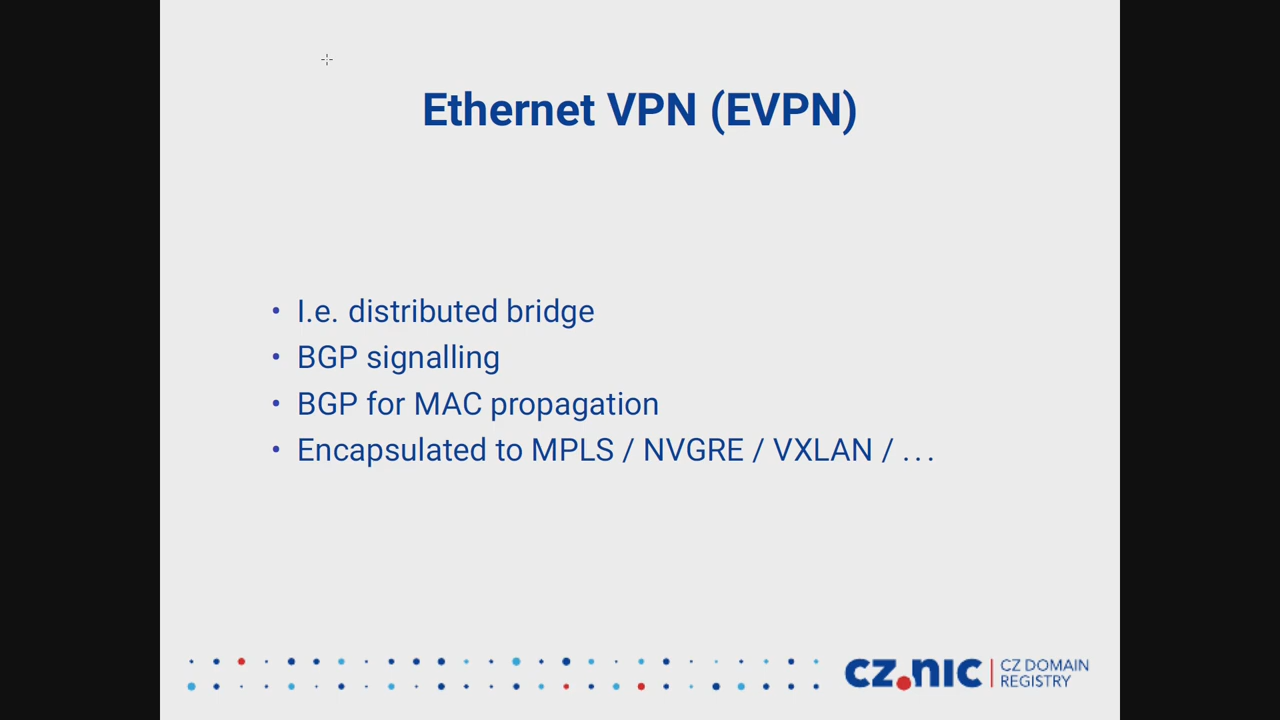 Ethernet VPN (EVPN)
• I.e. distributed bridge
• BGP signalling
• BGP for MAC propagation
• Encapsulated to MPLS / NVGRE / VXLAN / ...
cz.nic
CZ DOMAIN
REGISTRY